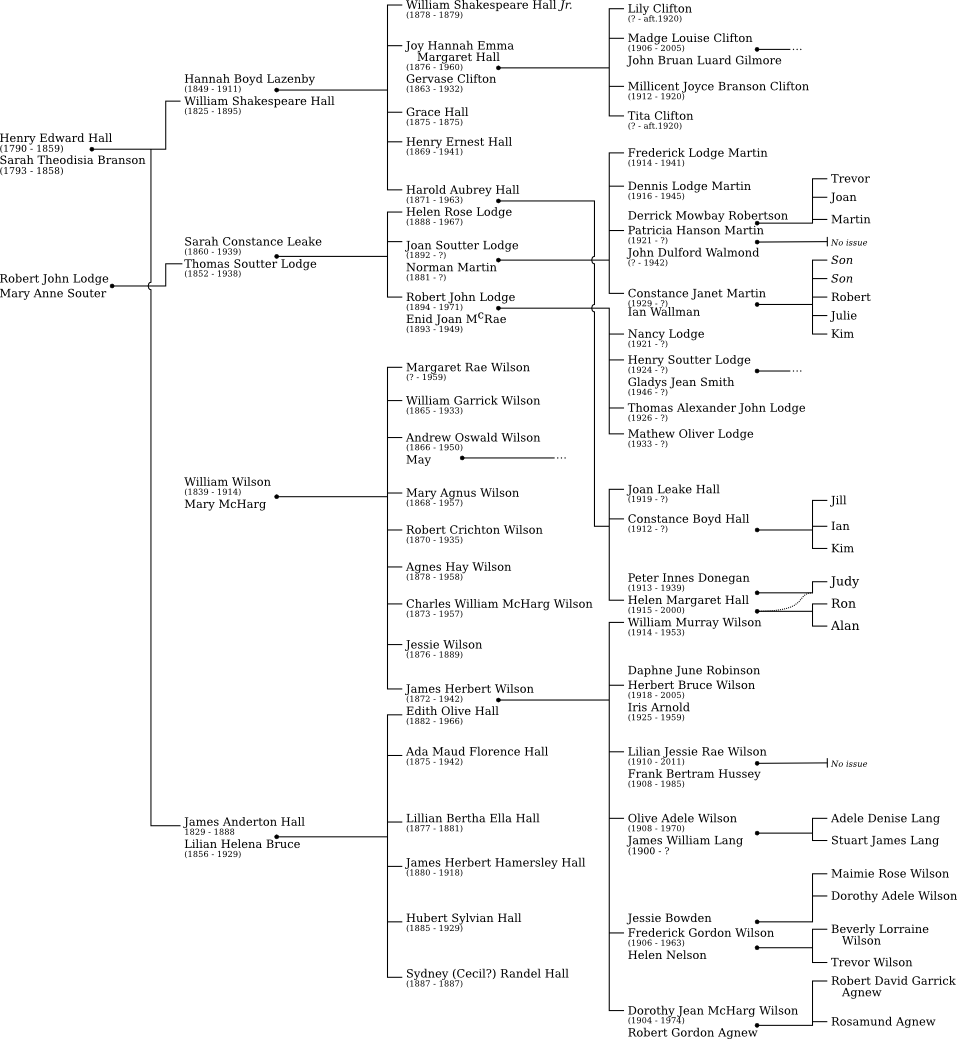 Henry Edward Hall
(1790 - 1859)
Sarah Theodisia Branson
(1793 - 1858)
Robert John Lodge
Mary Anne Souter
Hannah Boyd Lazenby
(1849 - 1911)
William Shakespeare Hall
(1825 - 1895)
Sarah Constance Leake
(1860 - 1939)
Thomas Soutter Lodge
(1852 - 1938)
William Wilson
(1839 - 1914)
Mary McHarg
James Anderton Hall
1829 - 1888
Lilian Helena Bruce
(1856 - 1929)
William Shakespeare Hall Jr.
(1878 - 1879)
Joy Hannah Emma
Margaret Hall
(1876 - 1960)
Gervase Clifton
(1863 - 1932)
Grace Hall
(1875 - 1875)
Henry Ernest Hall
(1869 - 1941)
Harold Aubrey Hall
(1871 - 1963)
Helen Rose Lodge
(1888 - 1967)
Joan Soutter Lodge
(1892 - ?)
Norman Martin
(1881 - ?)
Robert John Lodge
(1894 - 1971)
Enid Joan McRae
(1893 - 1949)
Margaret Rae Wilson
(? - 1959)
William Garrick Wilson
(1865 - 1933)
Andrew Oswald Wilson
(1866 - 1950)
May
...
Mary Agnus Wilson
(1868 - 1957)
Robert Crichton Wilson
(1870 - 1935)
Agnes Hay Wilson
(1878 - 1958)
Charles William McHarg Wilson
(1873 - 1957)
Jessie Wilson
(1876 - 1889)
James Herbert Wilson
(1872 - 1942)
Edith Olive Hall
(1882 - 1966)
Ada Maud Florence Hall
(1875 - 1942)
Lillian Bertha Ella Hall
(1877 - 1881)
James Herbert Hamersley Hall
(1880 - 1918)
Hubert Sylvian Hall
(1885 - 1929)
Sydney (Cecil?) Randel Hall
(1887 - 1887)
Lily Clifton
(? - aft.1920)
Madge Louise Clifton
(1906 - 2005)
...
John Bruan Luard Gilmore
Millicent Joyce Branson Clifton
(1912 - 1920)
Tita Clifton
(? - aft.1920)
Frederick Lodge Martin
(1914 - 1941)
Dennis Lodge Martin
(1916 - 1945)
Derrick Mowbay Robertson
Patricia Hanson Martin
(1921 - ?)
John Dulford Walmond
(? - 1942)
Constance Janet Martin
(1929 - ?)
Ian Wallman
Nancy Lodge
(1921 - ?)
Henry Soutter Lodge
(1924 - ?)
...
Gladys Jean Smith
(1946 - ?)
Thomas Alexander John Lodge
(1926 - ?)
Mathew Oliver Lodge
(1933 - ?)
Joan Leake Hall
(1919 - ?)
Constance Boyd Hall
(1912 - ?)
Peter Innes Donegan
(1913 - 1939)
Helen Margaret Hall
(1915 - 2000)
William Murray Wilson
(1914 - 1953)
Daphne June Robinson
Herbert Bruce Wilson
(1918 - 2005)
Iris Arnold
(1925 - 1959)
Lilian Jessie Rae Wilson
(1910 - 2011)
Frank Bertram Hussey
(1908 - 1985)
Olive Adele Wilson
(1908 - 1970)
James William Lang
(1900 - ?
Jessie Bowden
Frederick Gordon Wilson
(1906 - 1963)
Helen Nelson
Dorothy Jean McHarg Wilson
(1904 - 1974)
Robert Gordon Agnew
Trevor
Joan
Martin
No issue
Son
Son
Robert
Julie
Kim
Jill
Ian
Kim
Judy
Ron
Alan
No issue
Adele Denise Lang
Stuart James Lang
Maimie Rose Wilson
Dorothy Adele Wilson
Beverly Lorraine
Wilson
Trevor Wilson
Robert David Garrick
Agnew
Rosamund Agnew